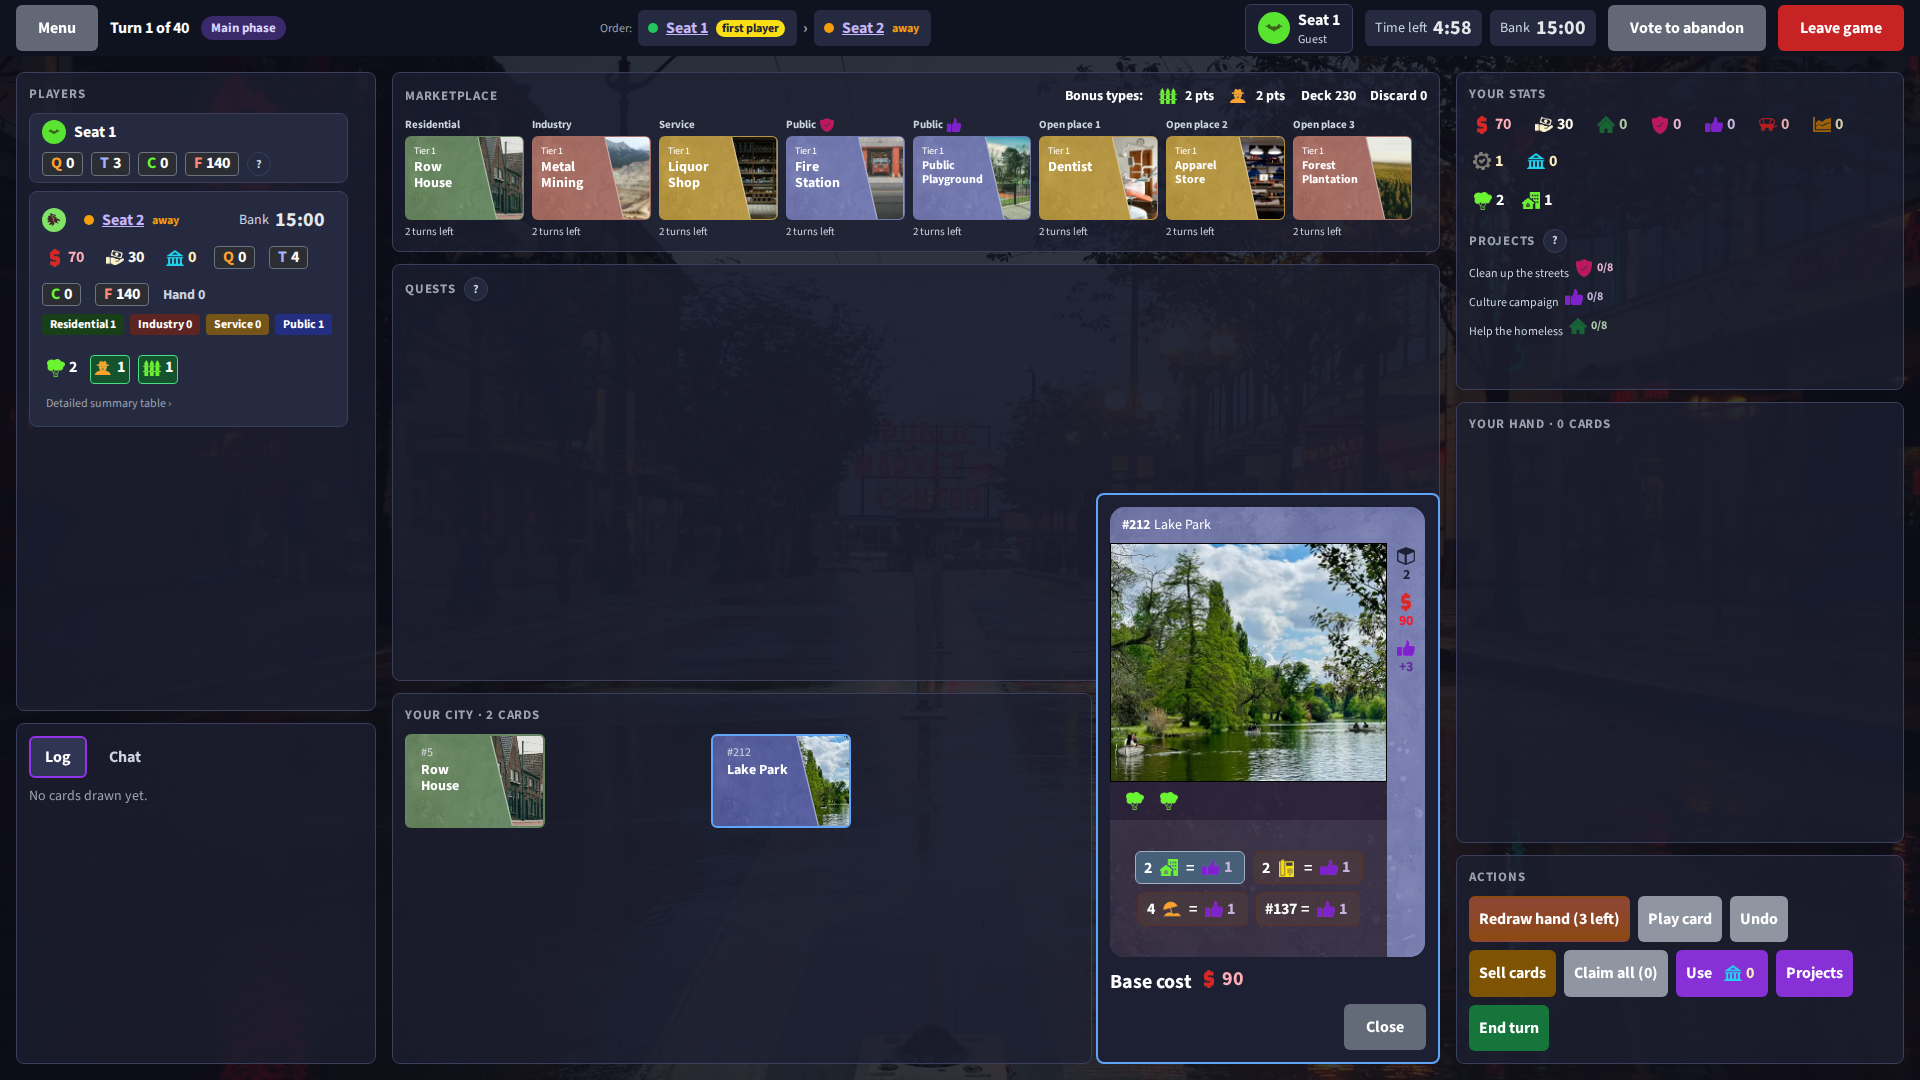 Menu
Turn 1 of 40
Main phase
Order:
Seat 1
first player
›
Seat 2
away
Seat 1
Guest
Time left 4:58
Bank 15:00
Vote to abandon
Leave game
PLAYERS
Seat 1
Q 0
T 3
C 0
F 140
?
Seat 2
away
Bank 15:00
70
30
0
Q 0
T 4
C 0
F 140
Hand 0
Residential 1
Industry 0
Service 0
Public 1
2
1
1
Detailed summary table ›
Log
Chat
No cards drawn yet.
MARKETPLACE
Bonus types:
2 pts
2 pts
Deck 230
Discard 0
Residential
Tier 1
Row
House
2 turns left
Industry
Tier 1
Metal
Mining
2 turns left
Service
Tier 1
Liquor
Shop
2 turns left
Public
Tier 1
Fire
Station
2 turns left
Public
Tier 1
Public
Playground
2 turns left
Open place 1
Tier 1
Dentist
2 turns left
Open place 2
Tier 1
Apparel
Store
2 turns left
Open place 3
Tier 1
Forest
Plantation
2 turns left
QUESTS
?
YOUR CITY · 2 CARDS
#5
Row
House
#212
Lake Park
#212 Lake Park
2
90
+3
2 = 1
2 = 1
4 = 1
#137 = 1
Base cost 90
Close
YOUR STATS
70
30
0
0
0
0
0
1
0
2
1
PROJECTS
?
Clean up the streets 0/8
Culture campaign 0/8
Help the homeless 0/8
YOUR HAND · 0 CARDS
ACTIONS
Redraw hand (3 left)
Play card
Undo
Sell cards
Claim all (0)
Use 0
Projects
End turn